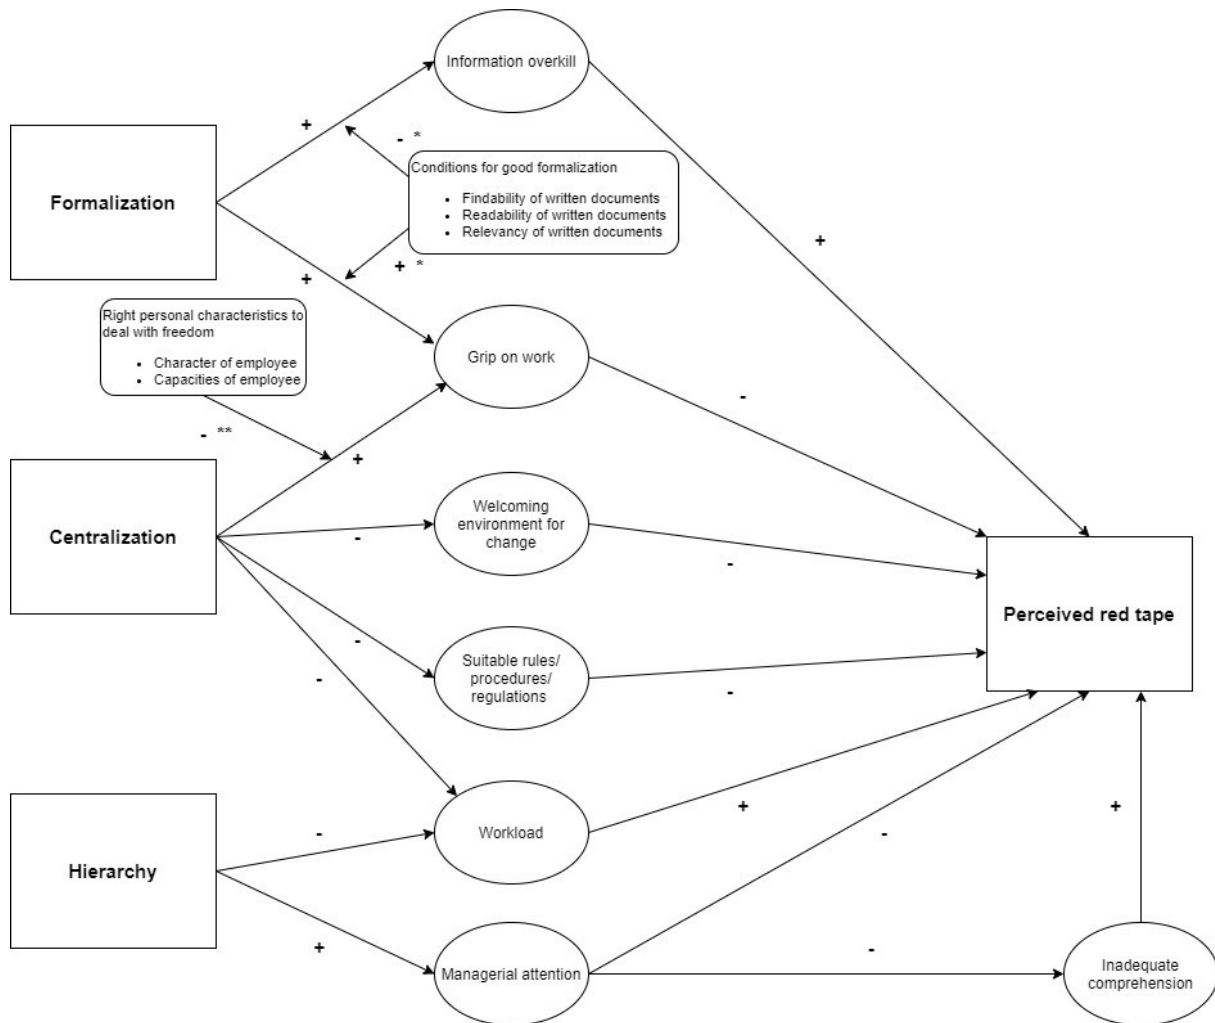 Information overkill
+
- *
Formalization
Conditions for good formalization
• Findability of written documents
• Readability of written documents
• Relevancy of written documents
+
+
+ *
Right personal characteristics to
deal with freedom
• Character of employee
• Capacities of employee
Grip on work
-
- **
+
Centralization
Welcoming
environment for
change
-
-
Perceived red tape
-
Suitable rules/
procedures/
regulations
-
-
Hierarchy
-
Workload
+
-
+
+
Managerial attention
-
Inadequate
comprehension